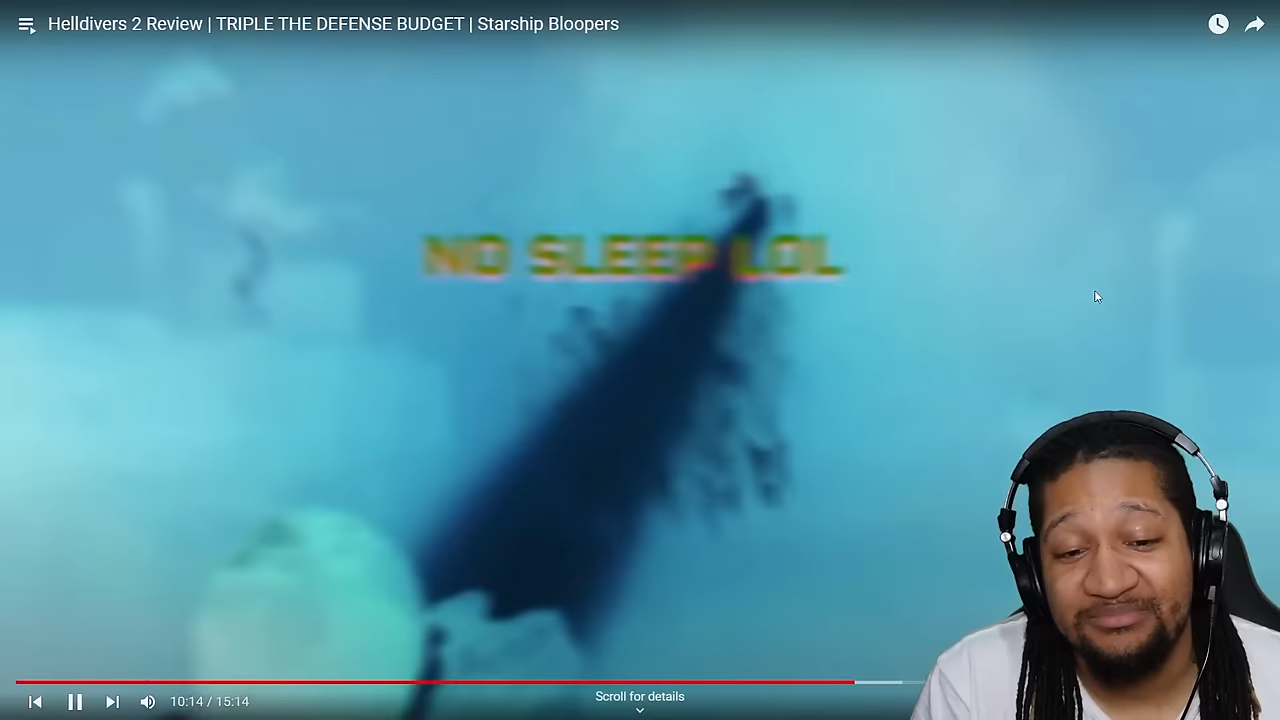 Helldivers 2 Review | TRIPLE THE DEFENSE BUDGET | Starship Bloopers
NO SLEEP LOL
10:14 / 15:14
Scroll for details